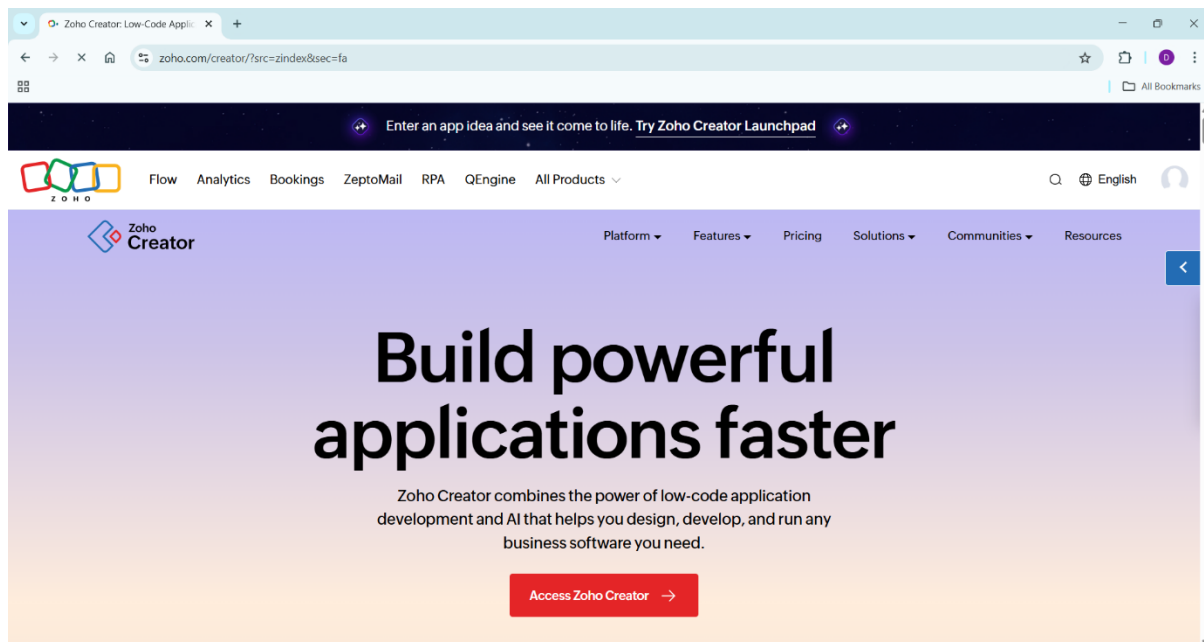 Zoho Creator: Low-Code Applic
zoho.com/creator/?src=zindex&sec=fa
D
All Bookmarks
Enter an app idea and see it come to life. Try Zoho Creator Launchpad
ZOHO
Flow Analytics Bookings ZeptoMail RPA QEngine All Products
English
Zoho
Creator
Platform Features Pricing Solutions Communities Resources
Build powerful
applications faster
Zoho Creator combines the power of low-code application
development and AI that helps you design, develop, and run any
business software you need.
Access Zoho Creator